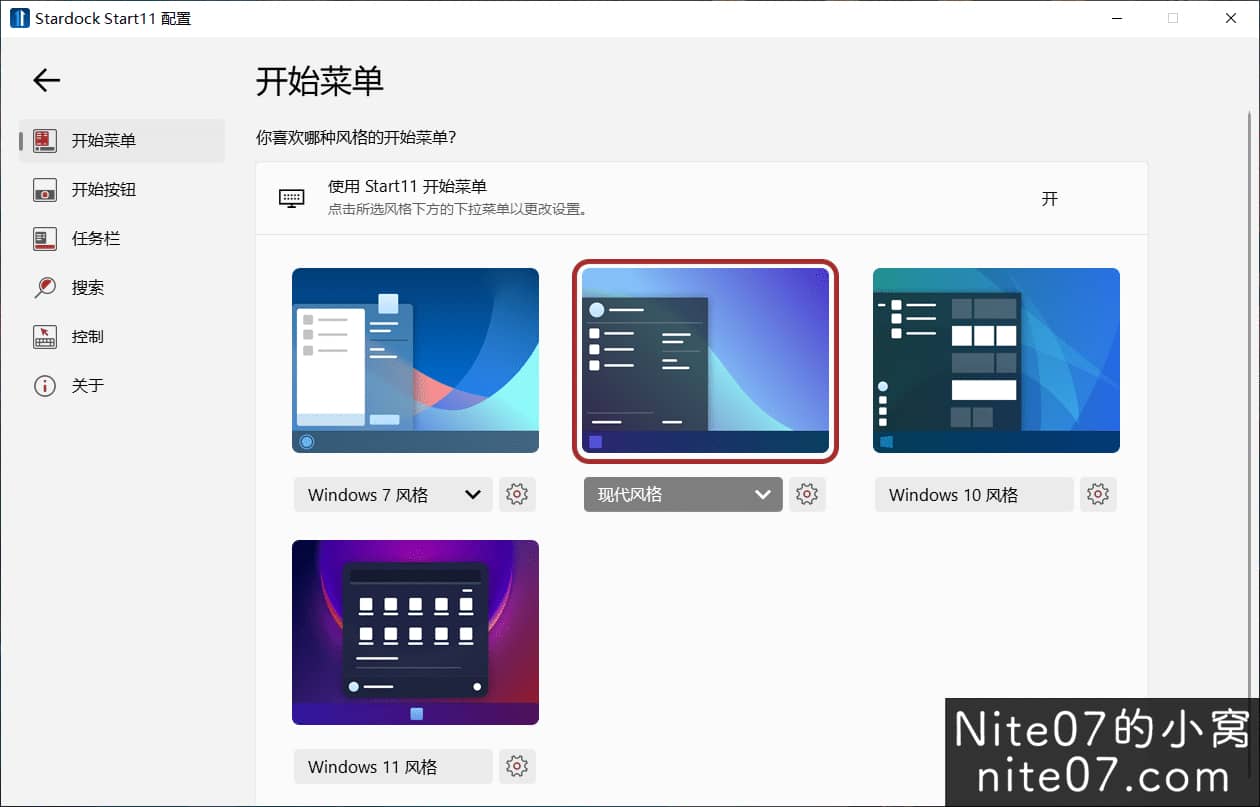 Stardock Start11 配置
开始菜单
开始按钮
任务栏
搜索
控制
关于
开始菜单
你喜欢哪种风格的开始菜单?
使用 Start11 开始菜单
点击所选风格下方的下拉菜单以更改设置。
开
Windows 7 风格
现代风格
Windows 10 风格
Windows 11 风格
Nite07的小窝
nite07.com